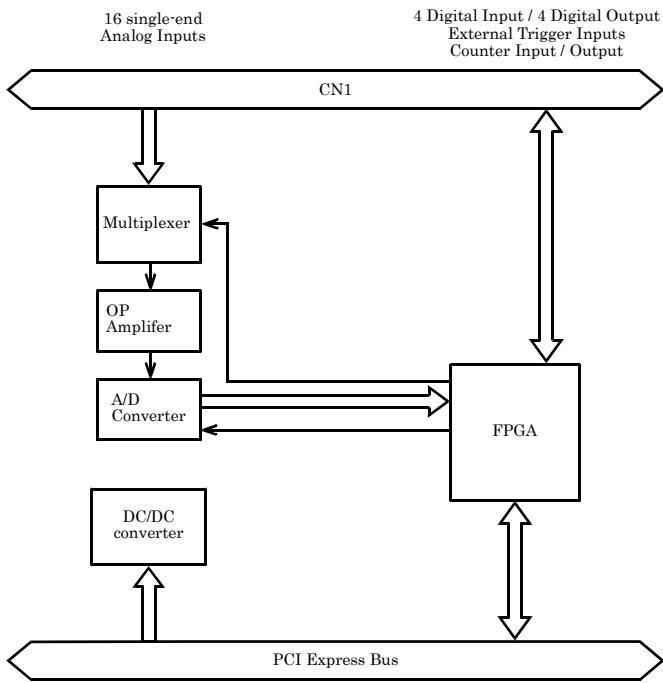 16 single-end
Analog Inputs
4 Digital Input / 4 Digital Output
External Trigger Inputs
Counter Input / Output
CN1
Multiplexer
OP
Amplifer
A/D
Converter
FPGA
DC/DC
converter
PCI Express Bus